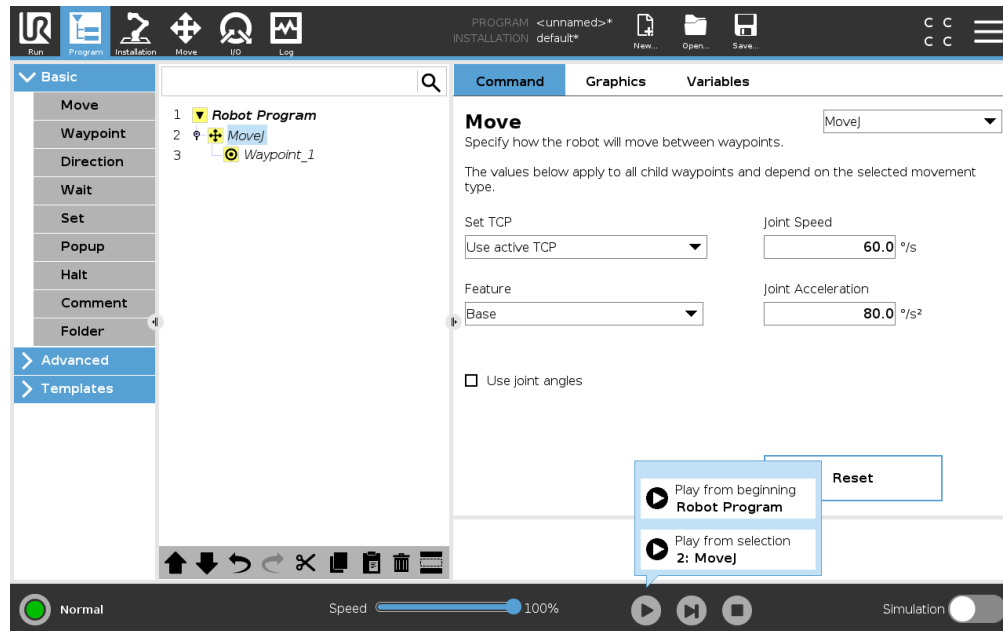 UR
PROGRAM <unnamed>*
INSTALLATION default*
C C
C C
Run
Program
Installation
Move
I/O
Log
New...
Open...
Save...
Basic
Move
Waypoint
Direction
Wait
Set
Popup
Halt
Comment
Folder
Advanced
Templates
1 Robot Program
2 MoveJ
3 Waypoint_1
Command
Graphics
Variables
Move
MoveJ
Specify how the robot will move between waypoints.
The values below apply to all child waypoints and depend on the selected movement
type.
Set TCP
Joint Speed
Use active TCP
60.0 °/s
Feature
Joint Acceleration
Base
80.0 °/s²
Use joint angles
Reset
Play from beginning
Robot Program
Play from selection
2: MoveJ
Normal
Speed
100%
Simulation